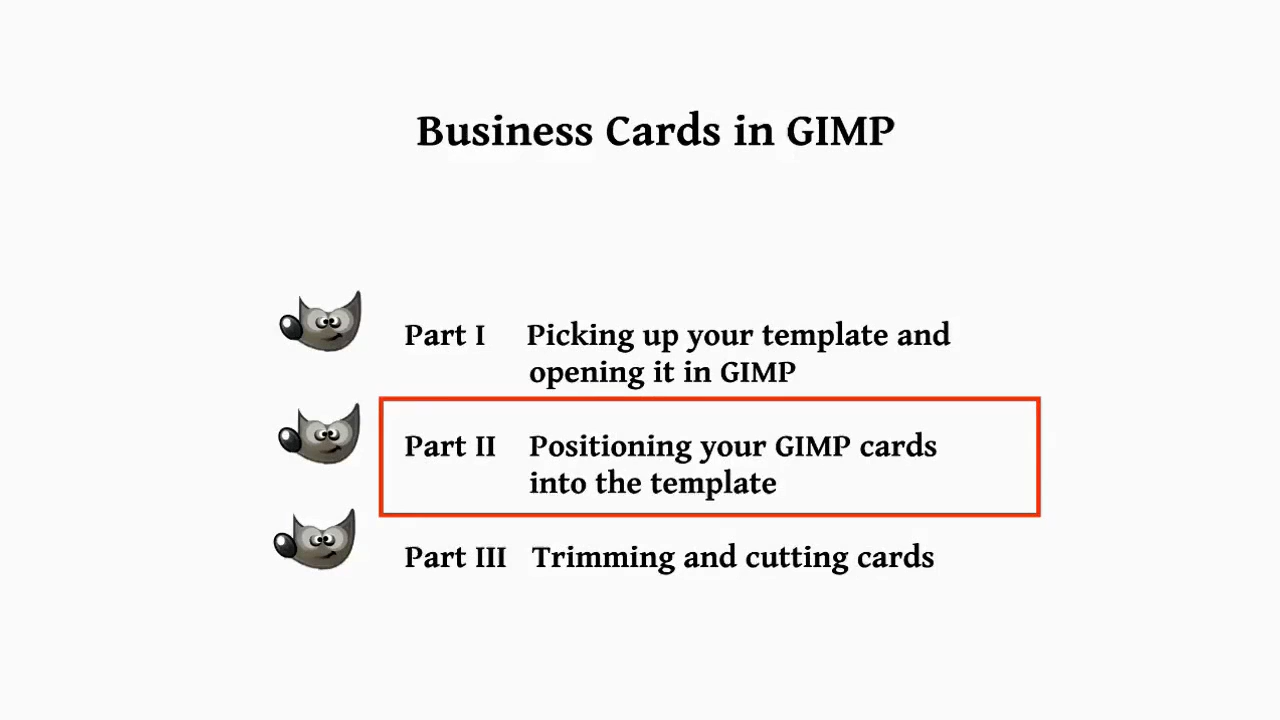 Business Cards in GIMP
Part I Picking up your template and
opening it in GIMP
Part II Positioning your GIMP cards
into the template
Part III Trimming and cutting cards